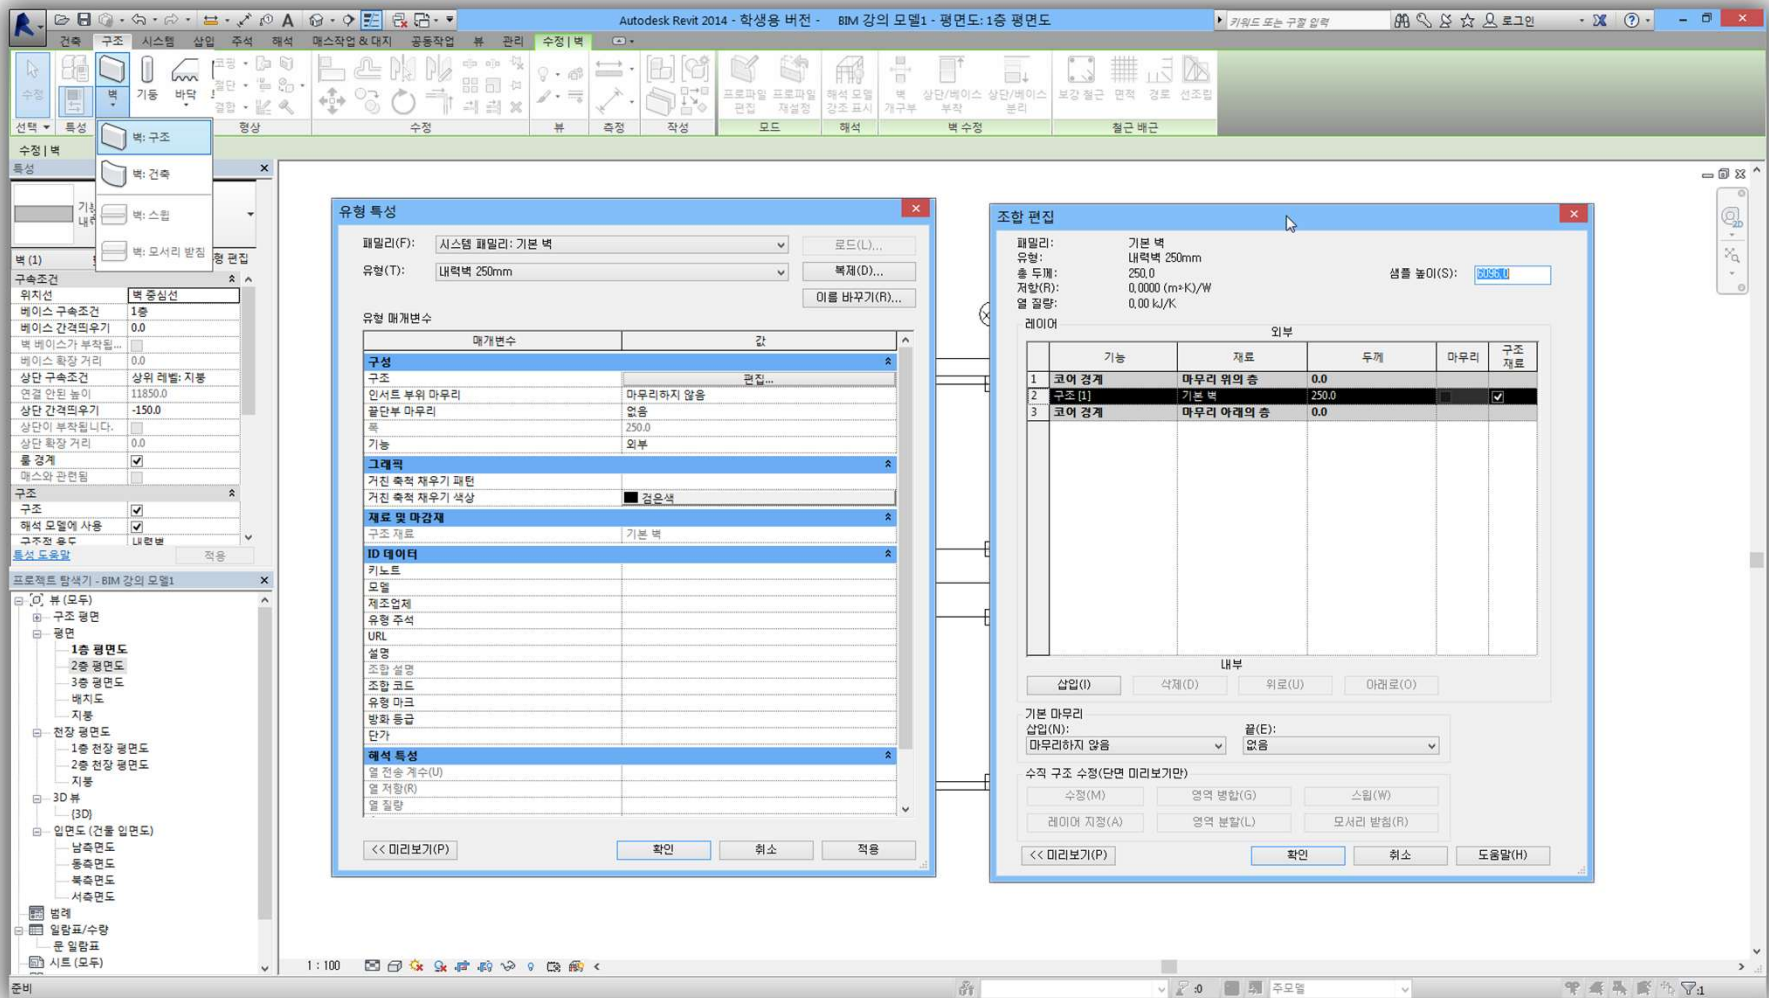 Autodesk Revit 2014 - 학생용 버전 - BIM 강의 모델1 - 평면도: 1층 평면도
키워드 또는 구절 입력
로그인
건축 구조 시스템 삽입 주석 해석 매스작업 & 대지 공동작업 뷰 관리 수정 | 벽
수정
벽 기둥 바닥
코핑
절단
결합
프로파일 편집
프로파일 재설정
해석 모델 강조 표시
벽 개구부
상단/베이스 부착
상단/베이스 분리
보강 철근 면적 경로 선조립
선택 특성 형상 수정 뷰 측정 작성 모드 해석 벽 수정 철근 배근
벽: 구조
벽: 건축
벽: 스윕
벽: 모서리 받침
수정 | 벽
특성
벽 (1)
형 편집
구속조건
위치선 벽 중심선
베이스 구속조건 1층
베이스 간격띄우기 0.0
벽 베이스가 부착됨...
베이스 확장 거리 0.0
상단 구속조건 상위 레벨: 지붕
연결 안된 높이 11850.0
상단 간격띄우기 -150.0
상단이 부착됩니다.
상단 확장 거리 0.0
룸 경계
매스와 관련됨
구조
구조
해석 모델에 사용
구조적 용도 내력벽
특성 도움말 적용
프로젝트 탐색기 - BIM 강의 모델1
뷰 (모두)
구조 평면
평면
1층 평면도
2층 평면도
3층 평면도
배치도
지붕
천장 평면도
1층 천장 평면도
2층 천장 평면도
지붕
3D 뷰
{3D}
입면도 (건물 입면도)
남측면도
동측면도
북측면도
서측면도
범례
일람표/수량
문 일람표
시트 (모두)
유형 특성
패밀리(F): 시스템 패밀리: 기본 벽 로드(L)...
유형(T): 내력벽 250mm 복제(D)...
이름 바꾸기(R)...
유형 매개변수
매개변수 값
구성
구조 편집...
인서트 부위 마무리 마무리하지 않음
끝단부 마무리 없음
폭 250.0
기능 외부
그래픽
거친 축척 채우기 패턴
거친 축척 채우기 색상 검은색
재료 및 마감재
구조 재료 기본 벽
ID 데이터
키노트
모델
제조업체
유형 주석
URL
설명
조합 설명
조합 코드
유형 마크
방화 등급
단가
해석 특성
열 전송 계수(U)
열 저항(R)
열 질량
<< 미리보기(P) 확인 취소 적용
조합 편집
패밀리: 기본 벽
유형: 내력벽 250mm
총 두께: 250.0 샘플 높이(S): 6096.0
저항(R): 0,0000 (m²·K)/W
열 질량: 0,00 kJ/K
레이어
외부
기능 재료 두께 마무리 구조 재료
1 코어 경계 마무리 위의 층 0.0
2 구조 [1] 기본 벽 250.0
3 코어 경계 마무리 아래의 층 0.0
내부
삽입(I) 삭제(D) 위로(U) 아래로(O)
기본 마무리
삽입(N): 끝(E):
마무리하지 않음 없음
수직 구조 수정(단면 미리보기만)
수정(M) 영역 병합(G) 스윕(W)
레이어 지정(A) 영역 분할(L) 모서리 받침(R)
<< 미리보기(P) 확인 취소 도움말(H)
1 : 100
준비
:0
주모델
:1